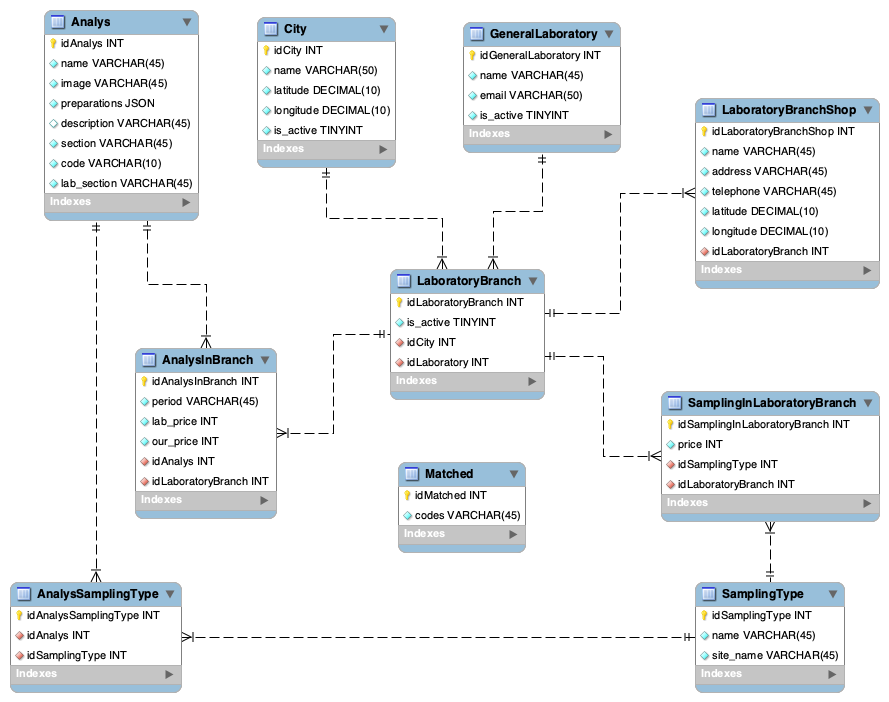 Analys
idAnalys INT
name VARCHAR(45)
image VARCHAR(45)
preparations JSON
description VARCHAR(45)
section VARCHAR(45)
code VARCHAR(10)
lab_section VARCHAR(45)
Indexes
City
idCity INT
name VARCHAR(50)
latitude DECIMAL(10)
longitude DECIMAL(10)
is_active TINYINT
Indexes
GeneralLaboratory
idGeneralLaboratory INT
name VARCHAR(45)
email VARCHAR(50)
is_active TINYINT
Indexes
LaboratoryBranchShop
idLaboratoryBranchShop INT
name VARCHAR(45)
address VARCHAR(45)
telephone VARCHAR(45)
latitude DECIMAL(10)
longitude DECIMAL(10)
idLaboratoryBranch INT
Indexes
LaboratoryBranch
idLaboratoryBranch INT
is_active TINYINT
idCity INT
idLaboratory INT
Indexes
AnalysInBranch
idAnalysInBranch INT
period VARCHAR(45)
lab_price INT
our_price INT
idAnalys INT
idLaboratoryBranch INT
Indexes
SamplingInLaboratoryBranch
idSamplingInLaboratoryBranch INT
price INT
idSamplingType INT
idLaboratoryBranch INT
Indexes
Matched
idMatched INT
codes VARCHAR(45)
Indexes
AnalysSamplingType
idAnalysSamplingType INT
idAnalys INT
idSamplingType INT
Indexes
SamplingType
idSamplingType INT
name VARCHAR(45)
site_name VARCHAR(45)
Indexes